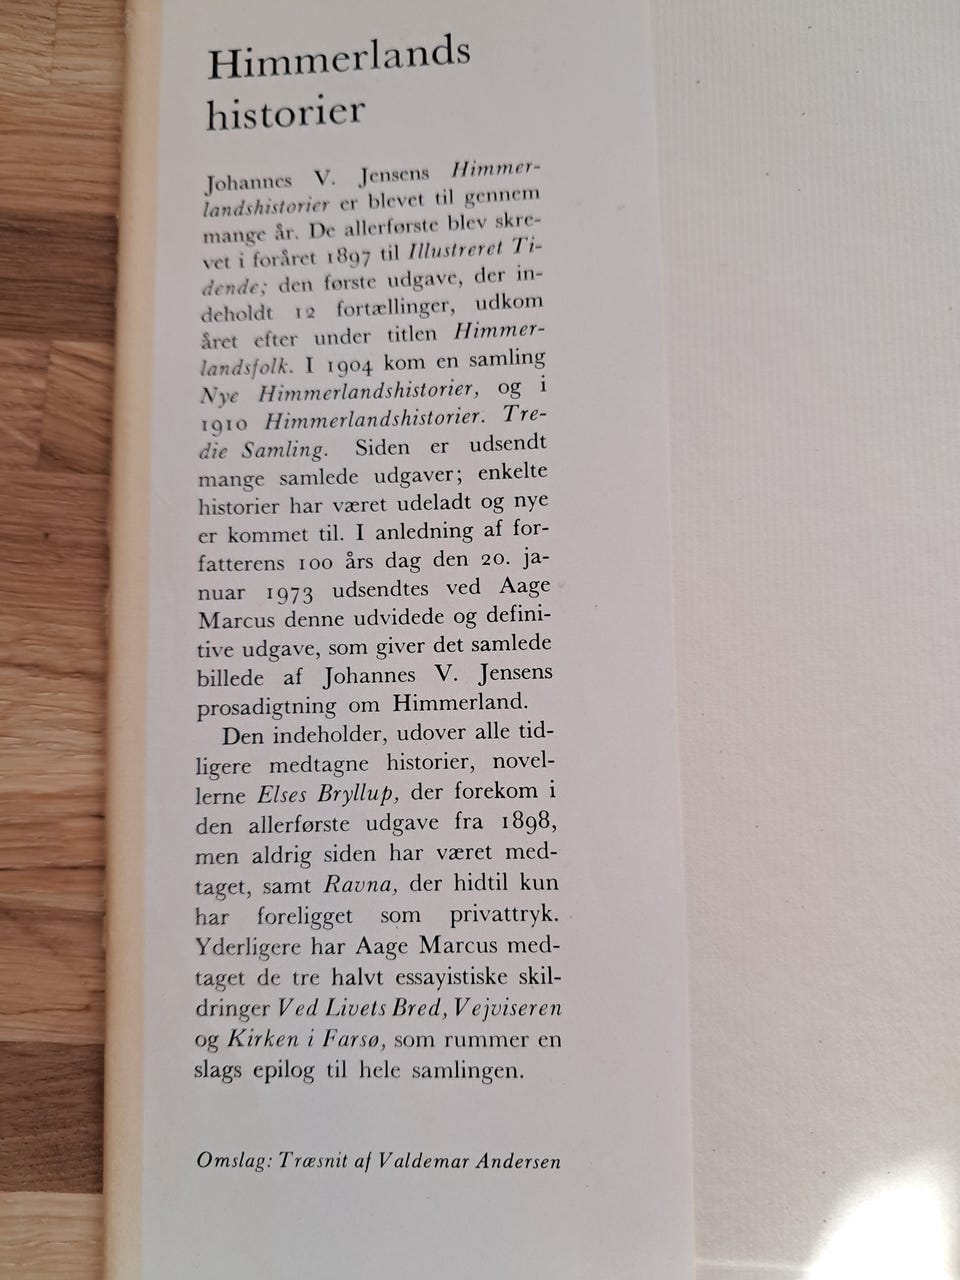 Himmerlands
historier
Johannes V. Jensens Himmer-
landshistorier er blevet til gennem
mange år. De allerførste blev skre-
vet i foråret 1897 til Illustreret Ti-
dende; den første udgave, der in-
deholdt 12 fortællinger, udkom
året efter under titlen Himmer-
landsfolk. I 1904 kom en samling
Nye Himmerlandshistorier, og i
1910 Himmerlandshistorier. Tre-
die Samling. Siden er udsendt
mange samlede udgaver; enkelte
historier har været udeladt og nye
er kommet til. I anledning af for-
fatterens 100 års dag den 20. ja-
nuar 1973 udsendtes ved Aage
Marcus denne udvidede og defini-
tive udgave, som giver det samlede
billede af Johannes V. Jensens
prosadigtning om Himmerland.
Den indeholder, udover alle tid-
ligere medtagne historier, novel-
lerne Elses Bryllup, der forekom i
den allerførste udgave fra 1898,
men aldrig siden har været med-
taget, samt Ravna, der hidtil kun
har foreligget som privattryk.
Yderligere har Aage Marcus med-
taget de tre halvt essayistiske skil-
dringer Ved Livets Bred, Vejviseren
og Kirken i Farsø, som rummer en
slags epilog til hele samlingen.
Omslag: Træsnit af Valdemar Andersen